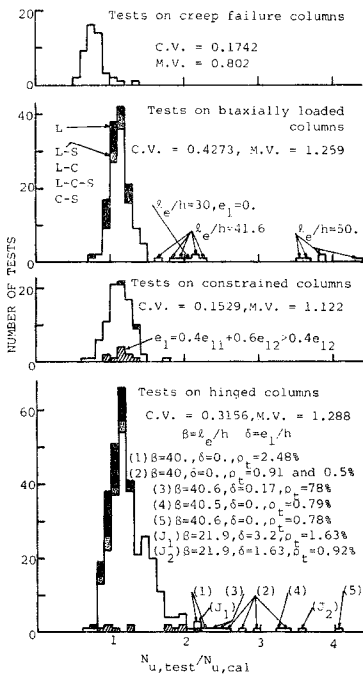 20
Tests on creep failure columns
C.V. = 0.1742
M.V. = 0.802
0
Tests on biaxially loaded
columns
40
L
L-S
L-C
L-C-S
C-S
C.V. = 0.4273, M.V. = 1.259
ℓe/h=30,e1=0.
ℓe/h=41.6
ℓe/h=50.
20
0
Tests on constrained columns
C.V. = 0.1529,M.V. = 1.122
20
e1=0.4e11+0.6e12>0.4e12
0
NUMBER OF TESTS
Tests on hinged columns
C.V. = 0.3156,M.V. = 1.288
β=ℓe/h δ=e1/h
60
(1)β=40.,δ=0.,ρt=2.48%
(2)β=40,δ=0.,ρt=0.91 and 0.5%
(3)β=40.6,δ=0.17,ρt=78%
(4)β=40.5,δ=0.,ρt=0.79%
(5)β=40.6,δ=0.,ρt=0.78%
(J1)β=21.9,δ=3.2,ρt=1.63%
(J2)β=21.9,δ=1.63,ρt=0.92%
40
20
(1) (3) (2) (4) (5)
(J1) (J2)
0
1 2 3 4
Nu,test/Nu,cal